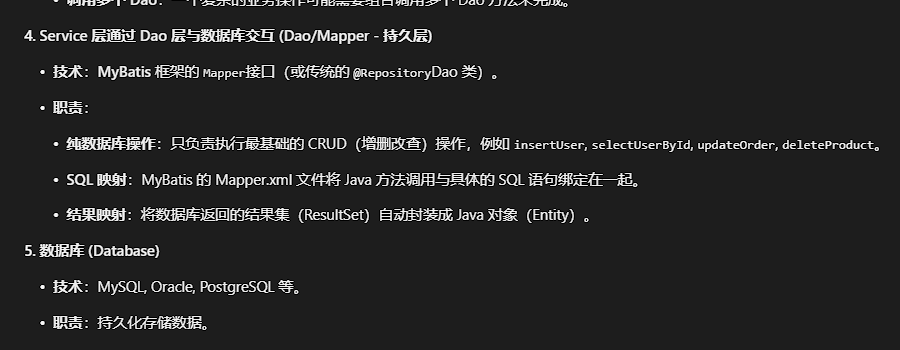 4. Service 层通过 Dao 层与数据库交互 (Dao/Mapper - 持久层)
• 技术：MyBatis 框架的 Mapper接口（或传统的 @RepositoryDao 类）。
• 职责：
• 纯数据库操作：只负责执行最基础的 CRUD（增删改查）操作，例如 insertUser, selectUserById, updateOrder, deleteProduct。
• SQL 映射：MyBatis 的 Mapper.xml 文件将 Java 方法调用与具体的 SQL 语句绑定在一起。
• 结果映射：将数据库返回的结果集（ResultSet）自动封装成 Java 对象（Entity）。
5. 数据库 (Database)
• 技术：MySQL, Oracle, PostgreSQL 等。
• 职责：持久化存储数据。